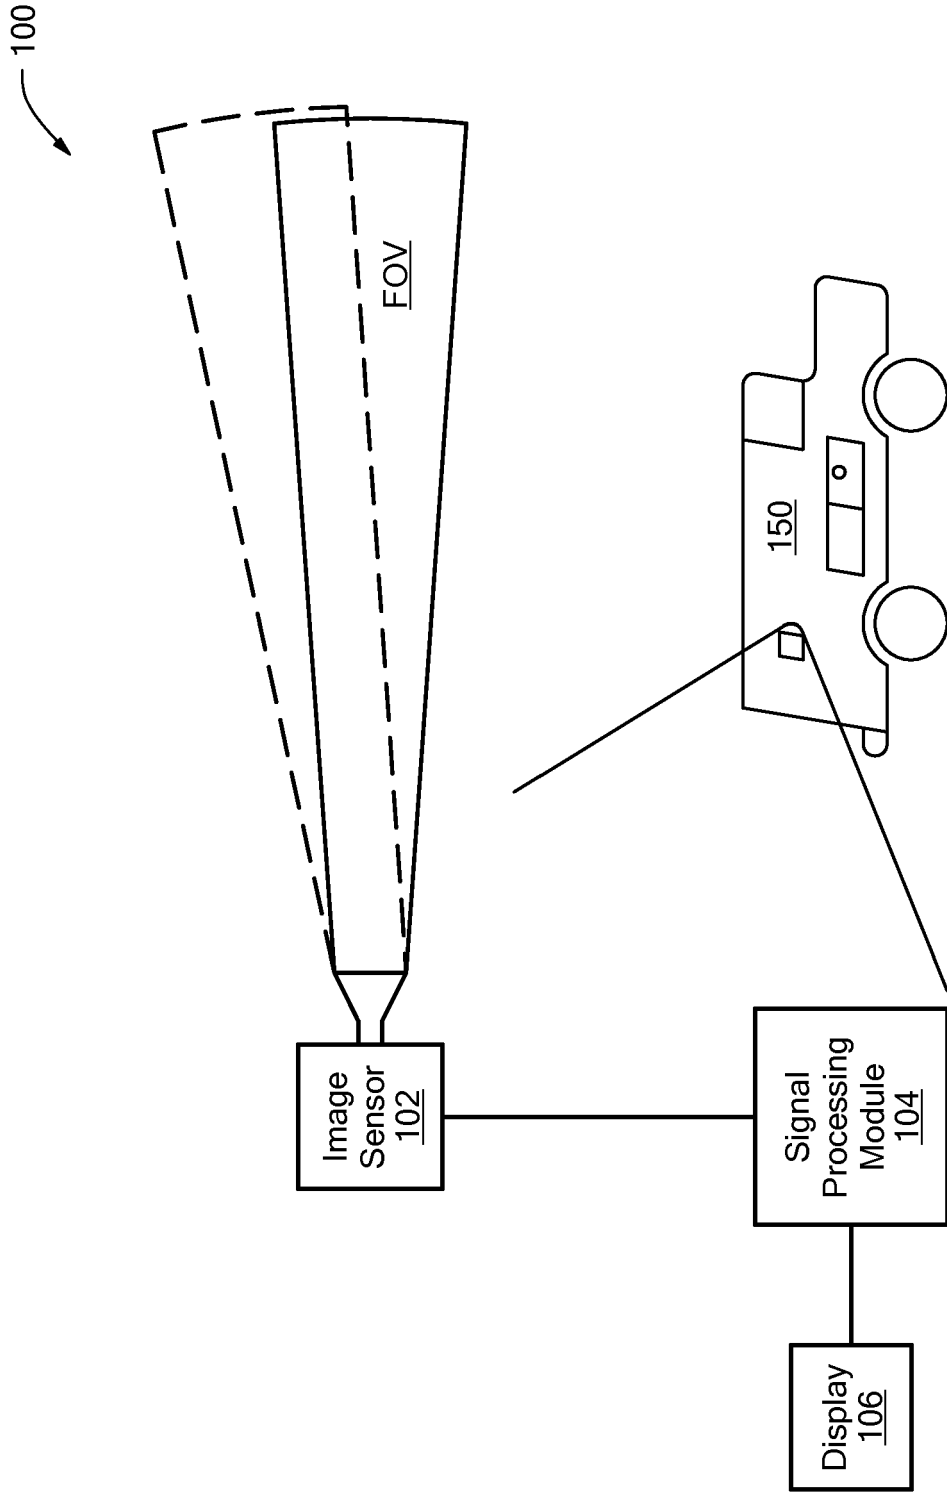 100
FOV
150
Image
Sensor
102
Signal
Processing
Module
104
Display
106